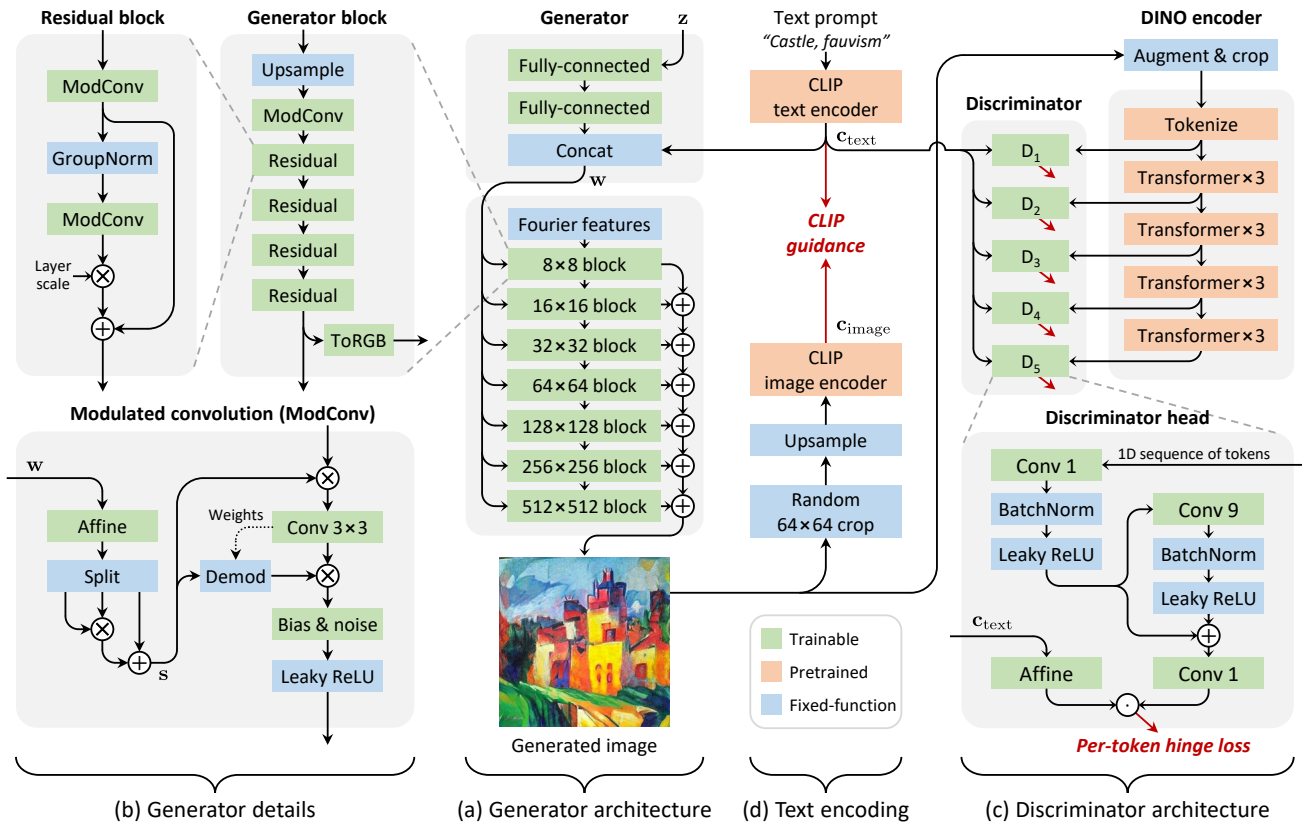 Residual block
ModConv
GroupNorm
ModConv
Layer
scale
Generator block
Upsample
ModConv
Residual
Residual
Residual
Residual
ToRGB
Modulated convolution (ModConv)
w
Affine
Split
s
Weights
Demod
Conv 3×3
Bias & noise
Leaky ReLU
(b) Generator details
Generator
z
Fully-connected
Fully-connected
Concat
w
Fourier features
8×8 block
16×16 block
32×32 block
64×64 block
128×128 block
256×256 block
512×512 block
Generated image
(a) Generator architecture
Text prompt
“Castle, fauvism”
CLIP
text encoder
c_text
CLIP
guidance
c_image
CLIP
image encoder
Upsample
Random
64×64 crop
Trainable
Pretrained
Fixed-function
(d) Text encoding
DINO encoder
Augment & crop
Discriminator
Tokenize
Transformer×3
Transformer×3
Transformer×3
Transformer×3
D1
D2
D3
D4
D5
Discriminator head
1D sequence of tokens
Conv 1
BatchNorm
Leaky ReLU
Conv 9
BatchNorm
Leaky ReLU
c_text
Affine
Conv 1
Per-token hinge loss
(c) Discriminator architecture